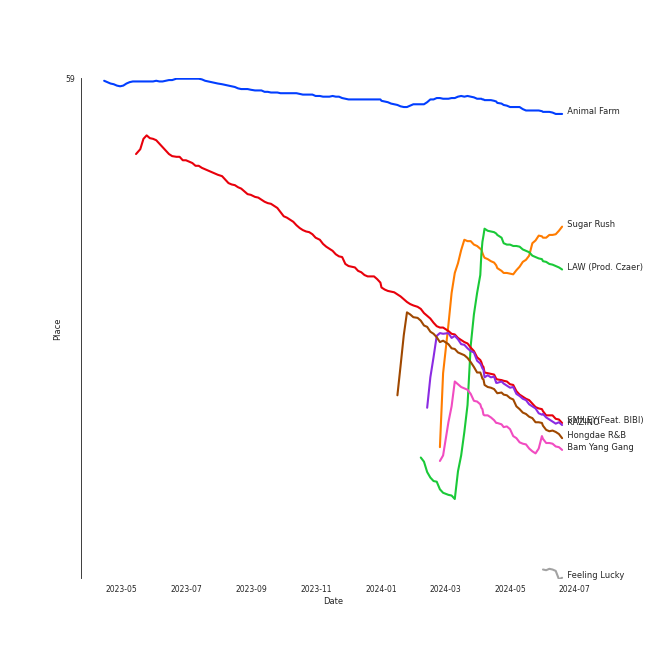 59
Animal Farm
Sugar Rush
LAW (Prod. Czaer)
Place
SMILEY (Feat. BIBI)
KAZINO
Hongdae R&B
Bam Yang Gang
Feeling Lucky
2023-05 2023-07 2023-09 2023-11 2024-01 2024-03 2024-05 2024-07
Date